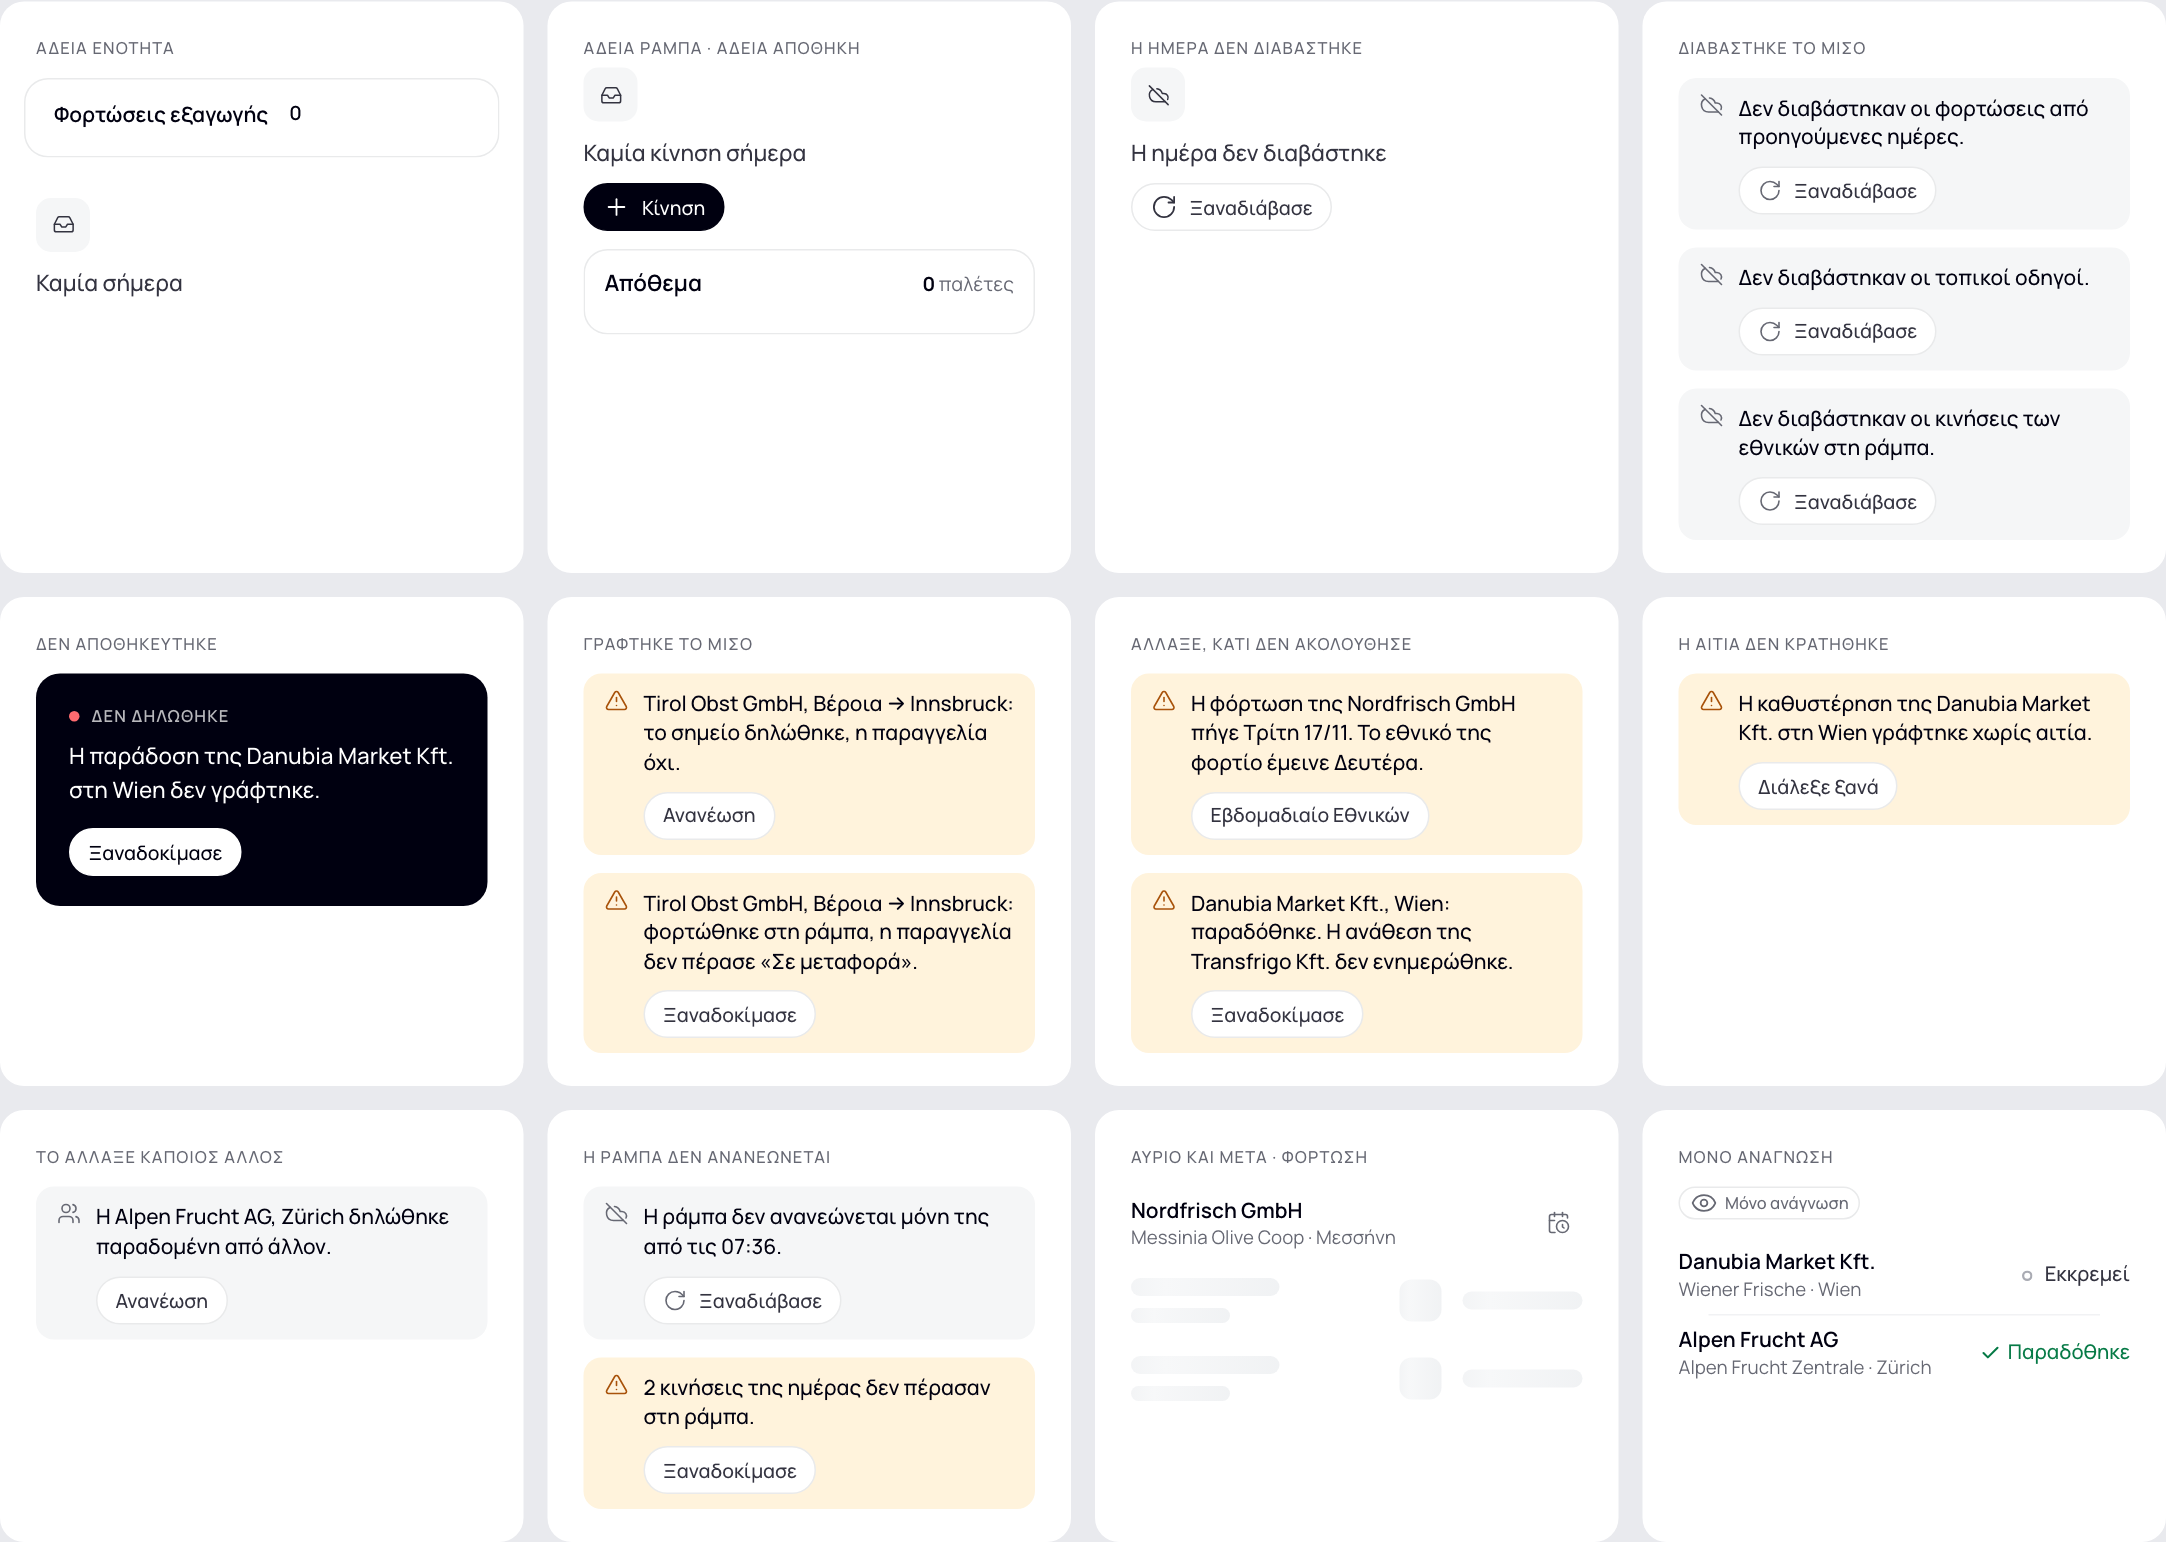 ΑΔΕΙΑ ΕΝΟΤΗΤΑ
Φορτώσεις εξαγωγής 0
Καμία σήμερα
ΑΔΕΙΑ ΡΑΜΠΑ · ΑΔΕΙΑ ΑΠΟΘΗΚΗ
Καμία κίνηση σήμερα
Κίνηση
Απόθεμα 0 παλέτες
Η ΗΜΕΡΑ ΔΕΝ ΔΙΑΒΑΣΤΗΚΕ
Η ημέρα δεν διαβάστηκε
Ξαναδιάβασε
ΔΙΑΒΑΣΤΗΚΕ ΤΟ ΜΙΣΟ
Δεν διαβάστηκαν οι φορτώσεις από
προηγούμενες ημέρες.
Ξαναδιάβασε
Δεν διαβάστηκαν οι τοπικοί οδηγοί.
Ξαναδιάβασε
Δεν διαβάστηκαν οι κινήσεις των
εθνικών στη ράμπα.
Ξαναδιάβασε
ΔΕΝ ΑΠΟΘΗΚΕΥΤΗΚΕ
ΔΕΝ ΔΗΛΩΘΗΚΕ
Η παράδοση της Danubia Market Kft.
στη Wien δεν γράφτηκε.
Ξαναδοκίμασε
ΓΡΑΦΤΗΚΕ ΤΟ ΜΙΣΟ
Tirol Obst GmbH, Βέροια → Innsbruck:
το σημείο δηλώθηκε, η παραγγελία
όχι.
Ανανέωση
Tirol Obst GmbH, Βέροια → Innsbruck:
φορτώθηκε στη ράμπα, η παραγγελία
δεν πέρασε «Σε μεταφορά».
Ξαναδοκίμασε
ΑΛΛΑΞΕ, ΚΑΤΙ ΔΕΝ ΑΚΟΛΟΥΘΗΣΕ
Η φόρτωση της Nordfrisch GmbH
πήγε Τρίτη 17/11. Το εθνικό της
φορτίο έμεινε Δευτέρα.
Εβδομαδιαίο Εθνικών
Danubia Market Kft., Wien:
παραδόθηκε. Η ανάθεση της
Transfrigo Kft. δεν ενημερώθηκε.
Ξαναδοκίμασε
Η ΑΙΤΙΑ ΔΕΝ ΚΡΑΤΗΘΗΚΕ
Η καθυστέρηση της Danubia Market
Kft. στη Wien γράφτηκε χωρίς αιτία.
Διάλεξε ξανά
ΤΟ ΑΛΛΑΞΕ ΚΑΠΟΙΟΣ ΑΛΛΟΣ
Η Alpen Frucht AG, Zürich δηλώθηκε
παραδομένη από άλλον.
Ανανέωση
Η ΡΑΜΠΑ ΔΕΝ ΑΝΑΝΕΩΝΕΤΑΙ
Η ράμπα δεν ανανεώνεται μόνη της
από τις 07:36.
Ξαναδιάβασε
2 κινήσεις της ημέρας δεν πέρασαν
στη ράμπα.
Ξαναδοκίμασε
ΑΥΡΙΟ ΚΑΙ ΜΕΤΑ · ΦΟΡΤΩΣΗ
Nordfrisch GmbH
Messinia Olive Coop · Μεσσήνη
ΜΟΝΟ ΑΝΑΓΝΩΣΗ
Μόνο ανάγνωση
Danubia Market Kft.
Wiener Frische · Wien
Εκκρεμεί
Alpen Frucht AG
Alpen Frucht Zentrale · Zürich
Παραδόθηκε